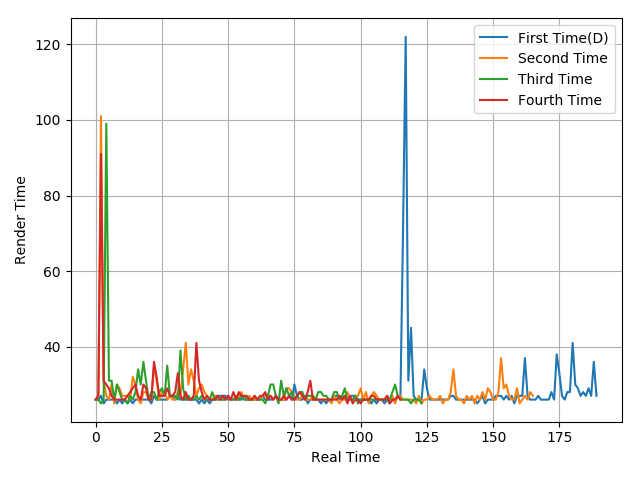 First Time(D)
Second Time
Third Time
Fourth Time
120
100
80
60
40
Render Time
0
25
50
75
100
125
150
175
Real Time